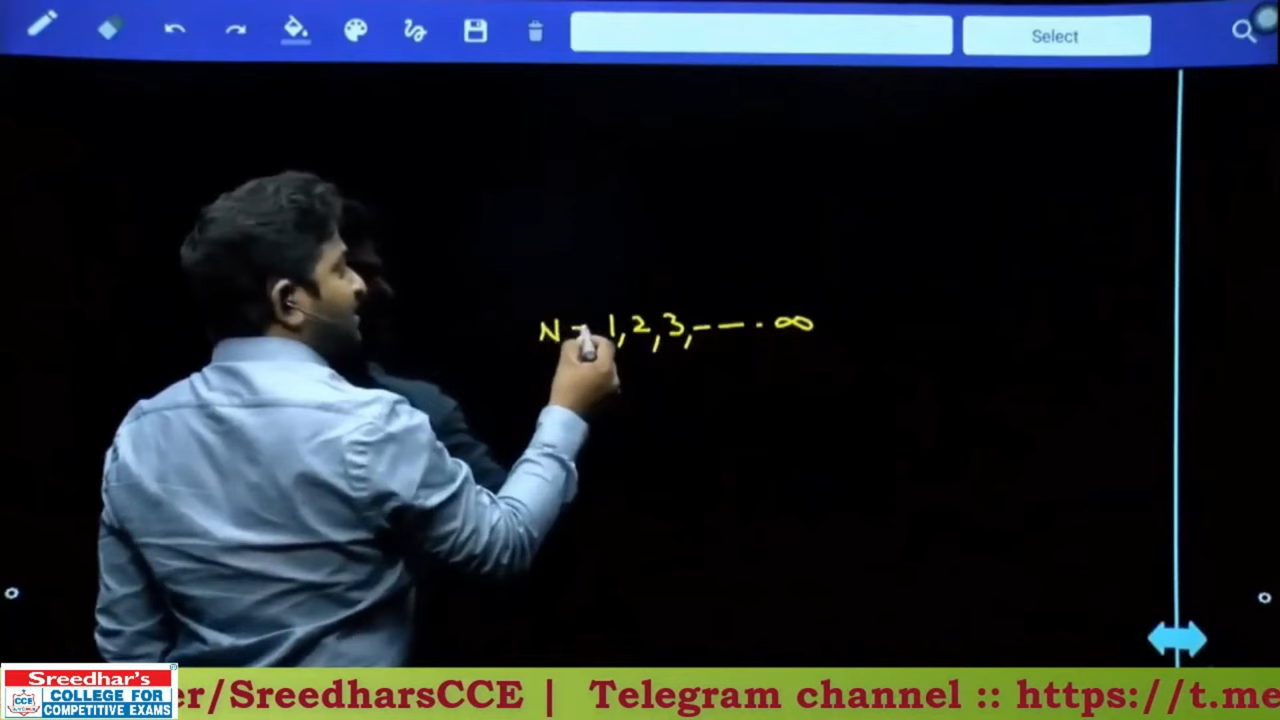 Select
N = 1, 2, 3, - - - . ∞
Sreedhar's
CCE
COLLEGE FOR
COMPETITIVE EXAMS
er/SreedharsCCE | Telegram channel :: https://t.me